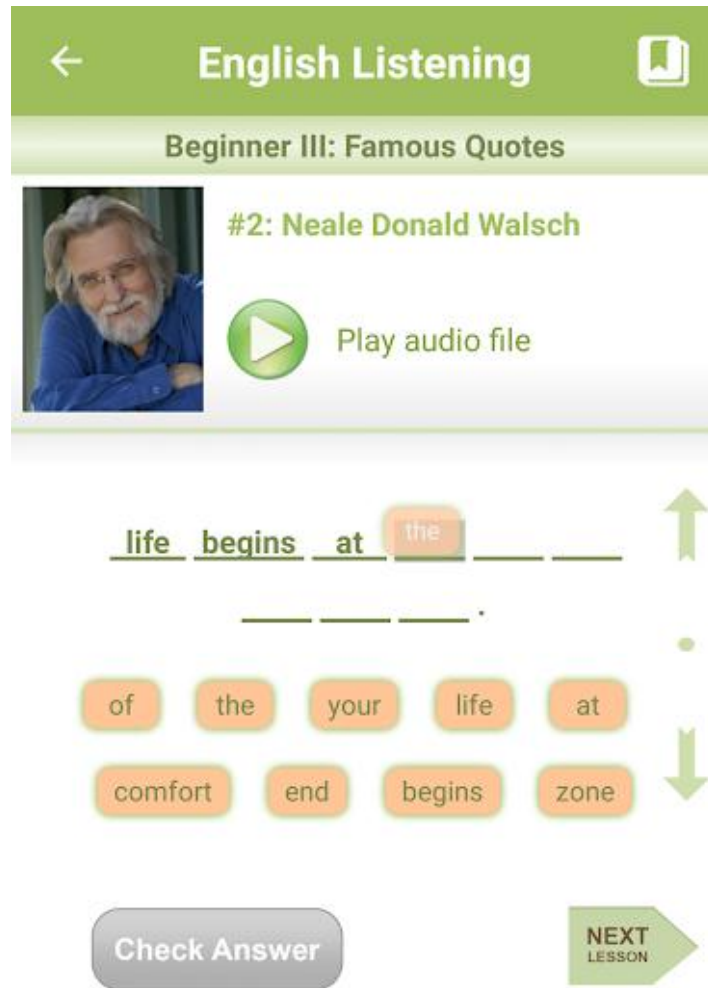 English Listening
Beginner III: Famous Quotes
#2: Neale Donald Walsch
Play audio file
life begins at the
.
of the your life at
comfort end begins zone
Check Answer
NEXT
LESSON